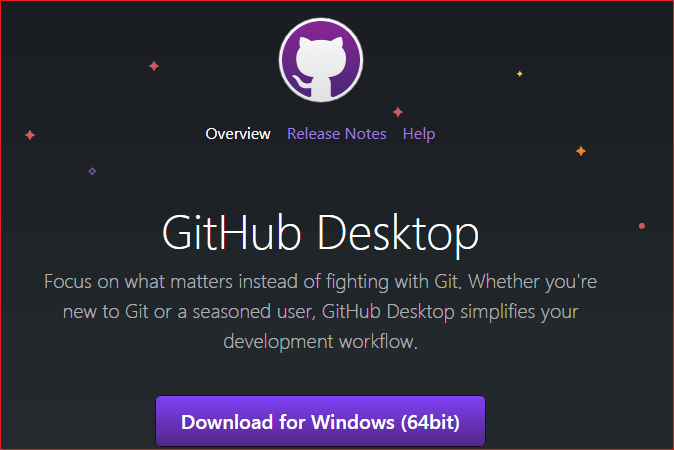 Overview Release Notes Help
GitHub Desktop
Focus on what matters instead of fighting with Git. Whether you're
new to Git or a seasoned user, GitHub Desktop simplifies your
development workflow.
Download for Windows (64bit)